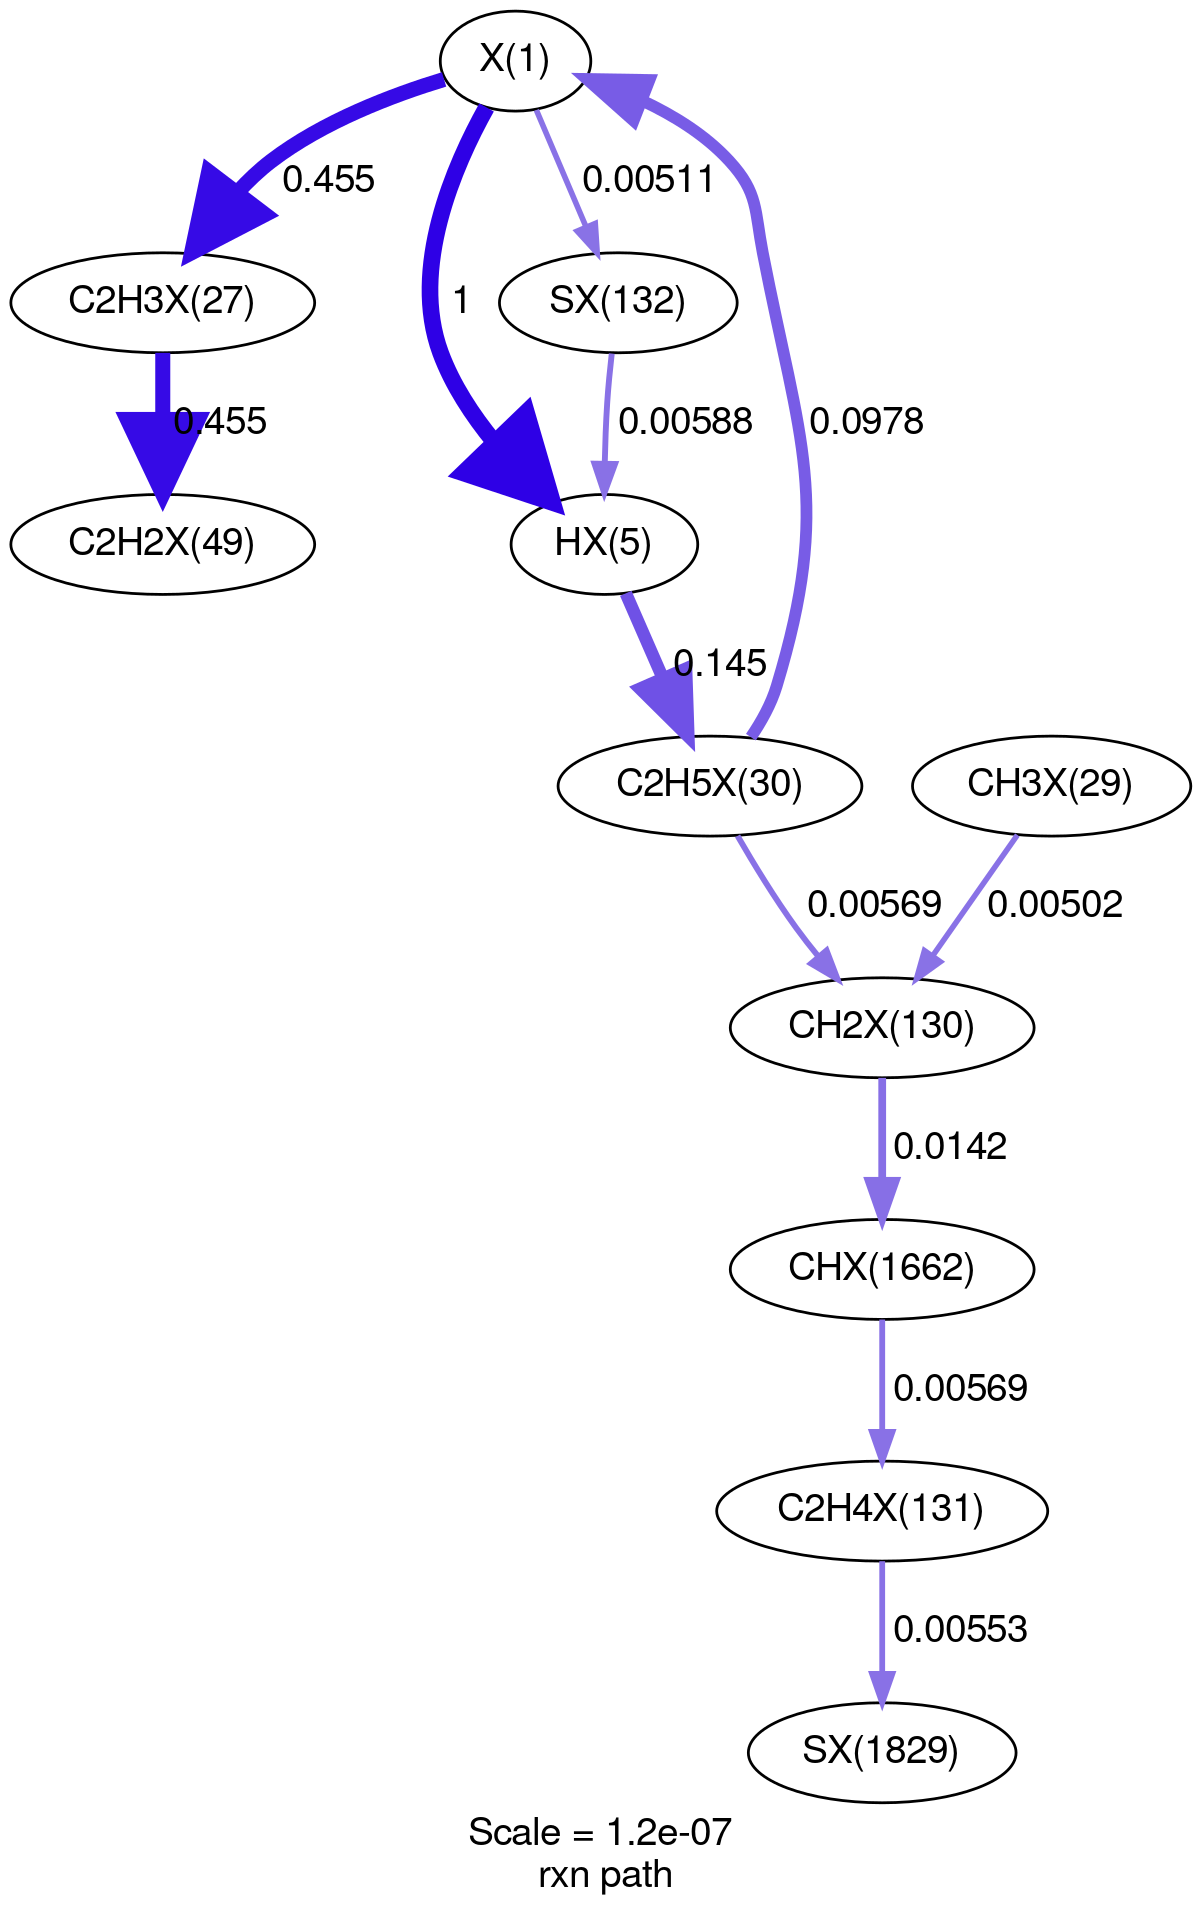 X(1)
0.455
0.00511
C2H3X(27)
SX(132)
1
0.455
0.00588
0.0978
C2H2X(49)
HX(5)
0.145
C2H5X(30)
CH3X(29)
0.00569
0.00502
CH2X(130)
0.0142
CHX(1662)
0.00569
C2H4X(131)
0.00553
SX(1829)
Scale = 1.2e-07
rxn path